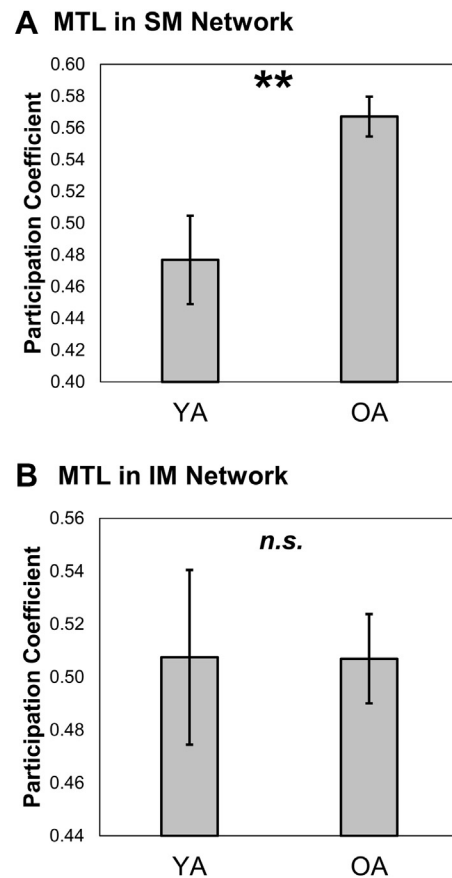 A MTL in SM Network
Participation Coefficient
0.60
0.58
0.56
0.54
0.52
0.50
0.48
0.46
0.44
0.42
0.40
**
YA OA
B MTL in IM Network
Participation Coefficient
0.56
0.54
0.52
0.50
0.48
0.46
0.44
n.s.
YA OA